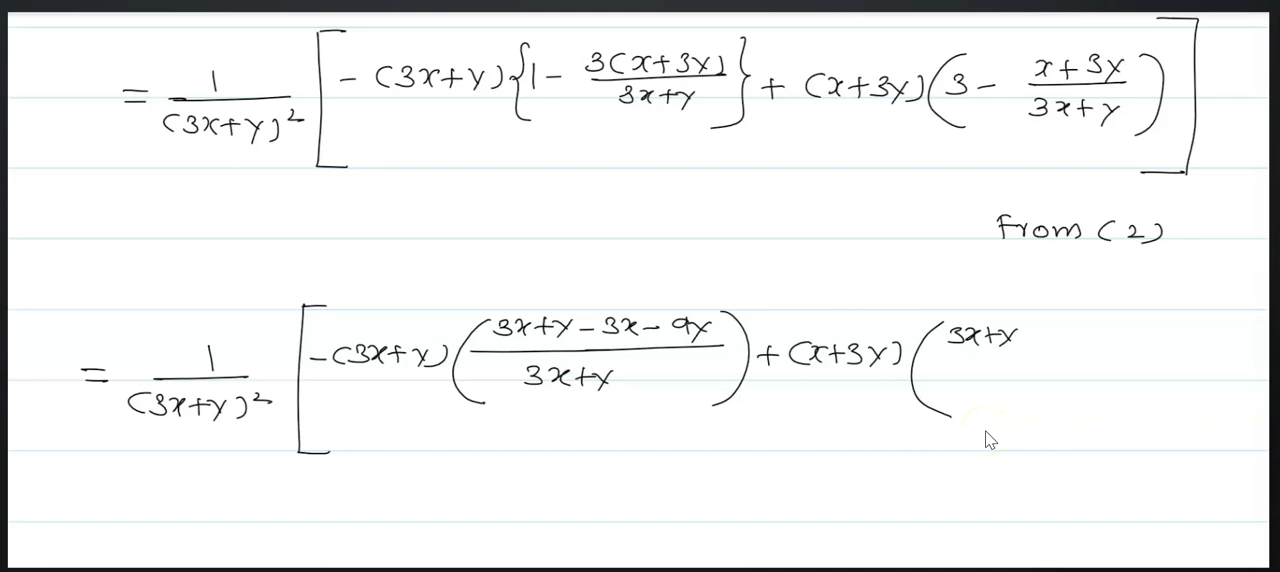 = 1/(3x+y)² [ - (3x+y) {1 - 3(x+3y)/3x+y} + (x+3y) (3 - x+3y/3x+y) ]
From (2)
= 1/(3x+y)² [ -(3x+y) (3x+y-3x-9y/3x+y) + (x+3y) ( 3x+y